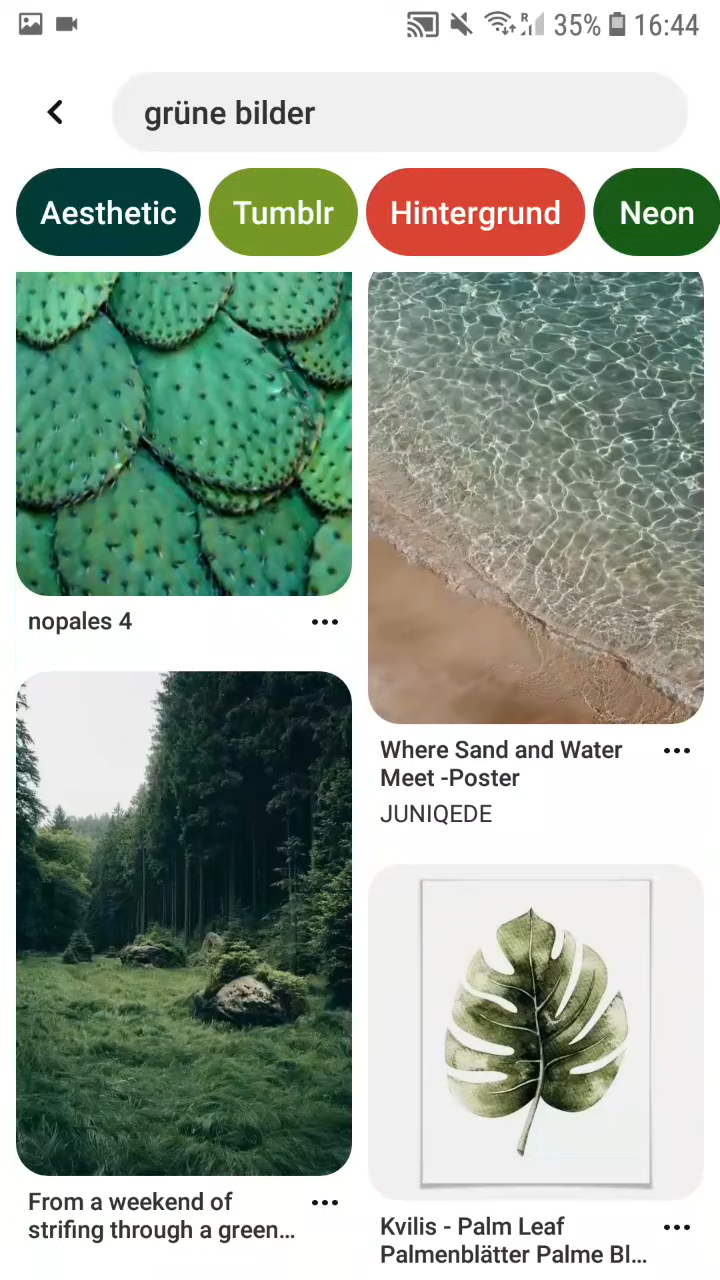 35% 16:44
grüne bilder
Aesthetic Tumblr Hintergrund Neon
nopales 4
Where Sand and Water
Meet -Poster
JUNIQEDE
From a weekend of
strifing through a green...
Kvilis - Palm Leaf
Palmenblätter Palme Bl...